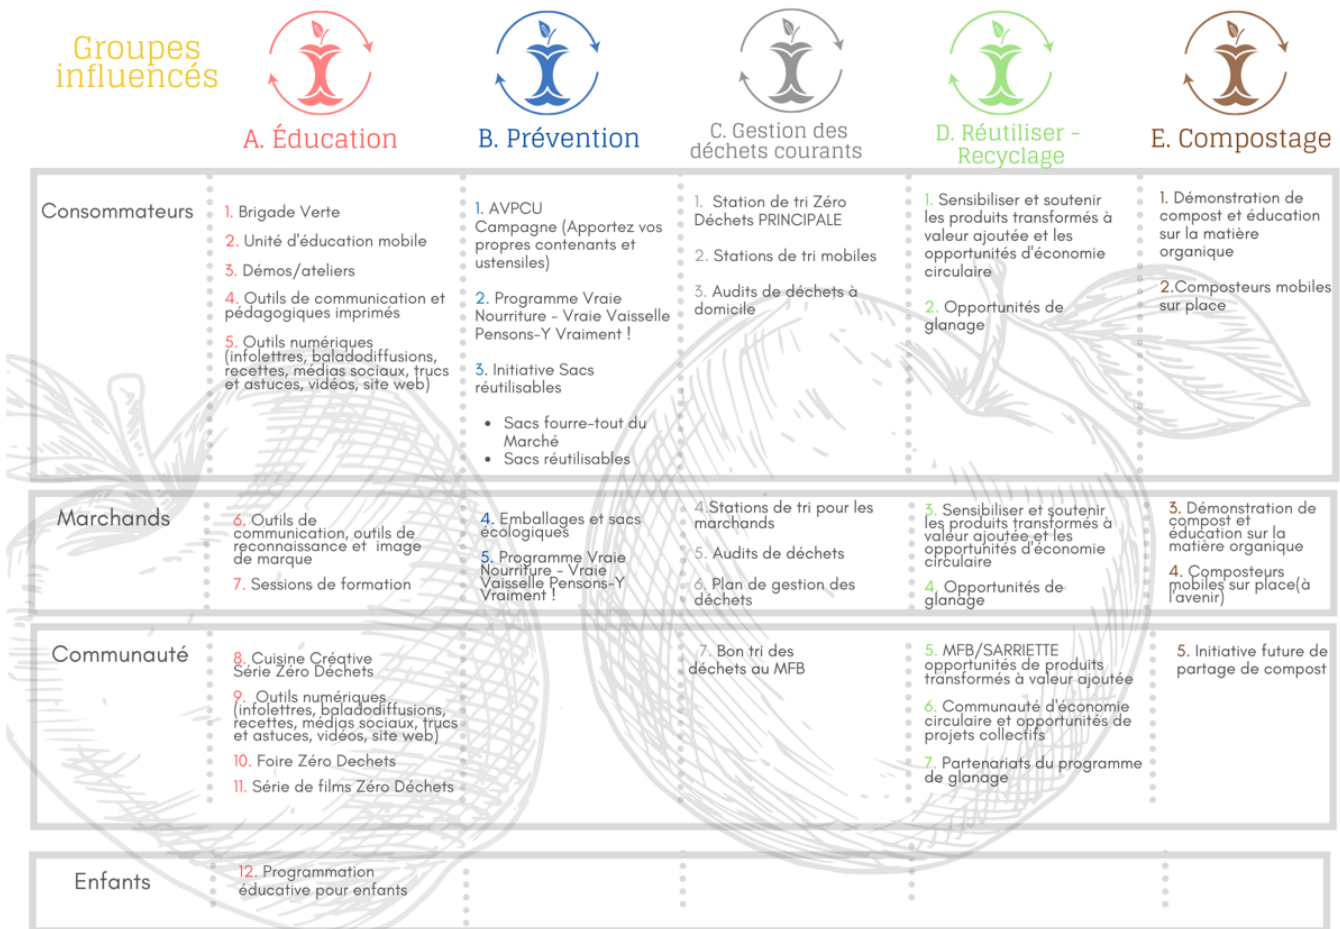 Groupes
influencés
A. Éducation
B. Prévention
C. Gestion des
déchets courants
D. Réutiliser -
Recyclage
E. Compostage
Consommateurs
1. Brigade Verte
2. Unité d'éducation mobile
3. Démos/ateliers
4. Outils de communication et
pédagogiques imprimés
5. Outils numériques
(infolettres, baladodiffusions,
recettes, médias sociaux, trucs
et astuces, vidéos, site web)
1. AVPCU
Campagne (Apportez vos
propres contenants et
ustensiles)
2. Programme Vraie
Nourriture - Vraie Vaisselle
Pensons-Y Vraiment !
3. Initiative Sacs
réutilisables
• Sacs fourre-tout du
Marché
• Sacs réutilisables
1. Station de tri Zéro
Déchets PRINCIPALE
2. Stations de tri mobiles
3. Audits de déchets à
domicile
1. Sensibiliser et soutenir
les produits transformés à
valeur ajoutée et les
opportunités d'économie
circulaire
2. Opportunités de
glanage
1. Démonstration de
compost et éducation
sur la matière
organique
2.Composteurs mobiles
sur place
Marchands
6. Outils de
communication, outils de
reconnaissance et image
de marque
7. Sessions de formation
4. Emballages et sacs
écologiques
5. Programme Vraie
Nourriture - Vraie
Vaisselle Pensons-Y
Vraiment !
4.Stations de tri pour les
marchands
5. Audits de déchets
6. Plan de gestion des
déchets
3. Sensibiliser et soutenir
les produits transformés à
valeur ajoutée et les
opportunités d'économie
circulaire
4. Opportunités de
glanage
3. Démonstration de
compost et
éducation sur la
matière organique
4. Composteurs
mobiles sur place(à
l'avenir)
Communauté
8. Cuisine Créative
Série Zéro Déchets
9. Outils numériques
(infolettres, baladodiffusions,
recettes, médias sociaux, trucs
et astuces, vidéos, site web)
10. Foire Zéro Dechets
11. Série de films Zéro Déchets
7. Bon tri des
déchets au MFB
5. MFB/SARRIETTE
opportunités de produits
transformés à valeur ajoutée
6. Communauté d'économie
circulaire et opportunités de
projets collectifs
7. Partenariats du programme
de glanage
5. Initiative future de
partage de compost
Enfants
12. Programmation
éducative pour enfants